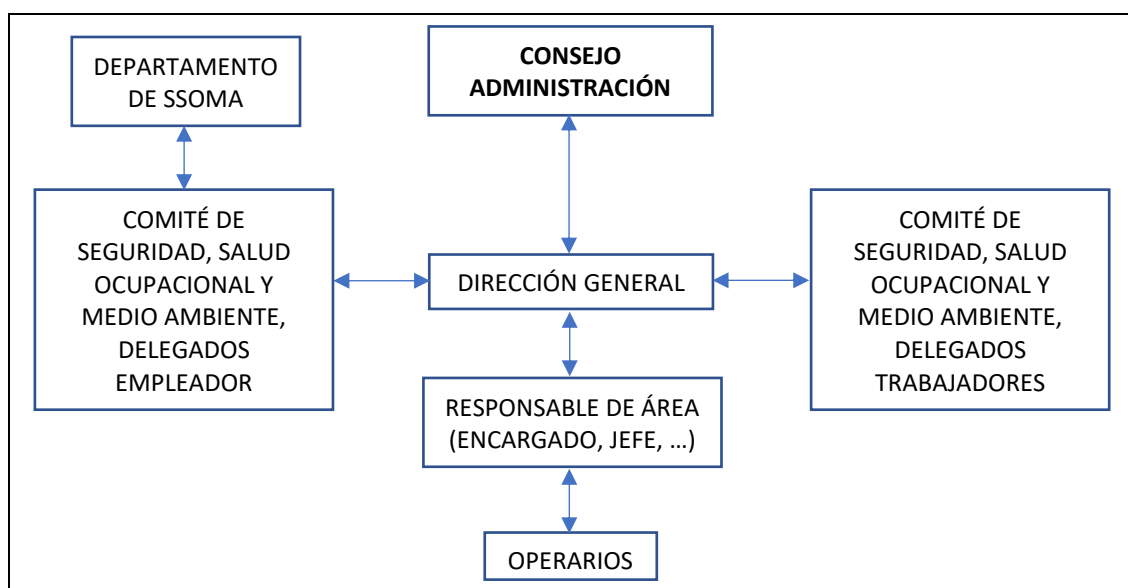 DEPARTAMENTO
DE SSOMA
CONSEJO
ADMINISTRACIÓN
COMITÉ DE
SEGURIDAD, SALUD
OCUPACIONAL Y
MEDIO AMBIENTE,
DELEGADOS
EMPLEADOR
DIRECCIÓN GENERAL
COMITÉ DE
SEGURIDAD, SALUD
OCUPACIONAL Y
MEDIO AMBIENTE,
DELEGADOS
TRABAJADORES
RESPONSABLE DE ÁREA
(ENCARGADO, JEFE, …)
OPERARIOS